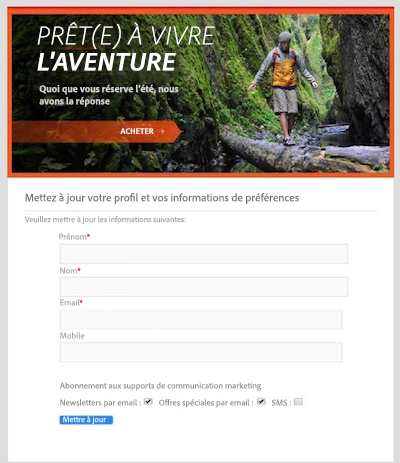 PRÊT(E) À VIVRE
L'AVENTURE
Quoi que vous réserve l'été, nous
avons la réponse
ACHETER
Mettez à jour votre profil et vos informations de préférences
Veuillez mettre à jour les informations suivantes:
Prénom*
Nom*
Email*
Mobile
Abonnement aux supports de communication marketing
Newsletters par email : Offres spéciales par email : SMS :
Mettre à jour